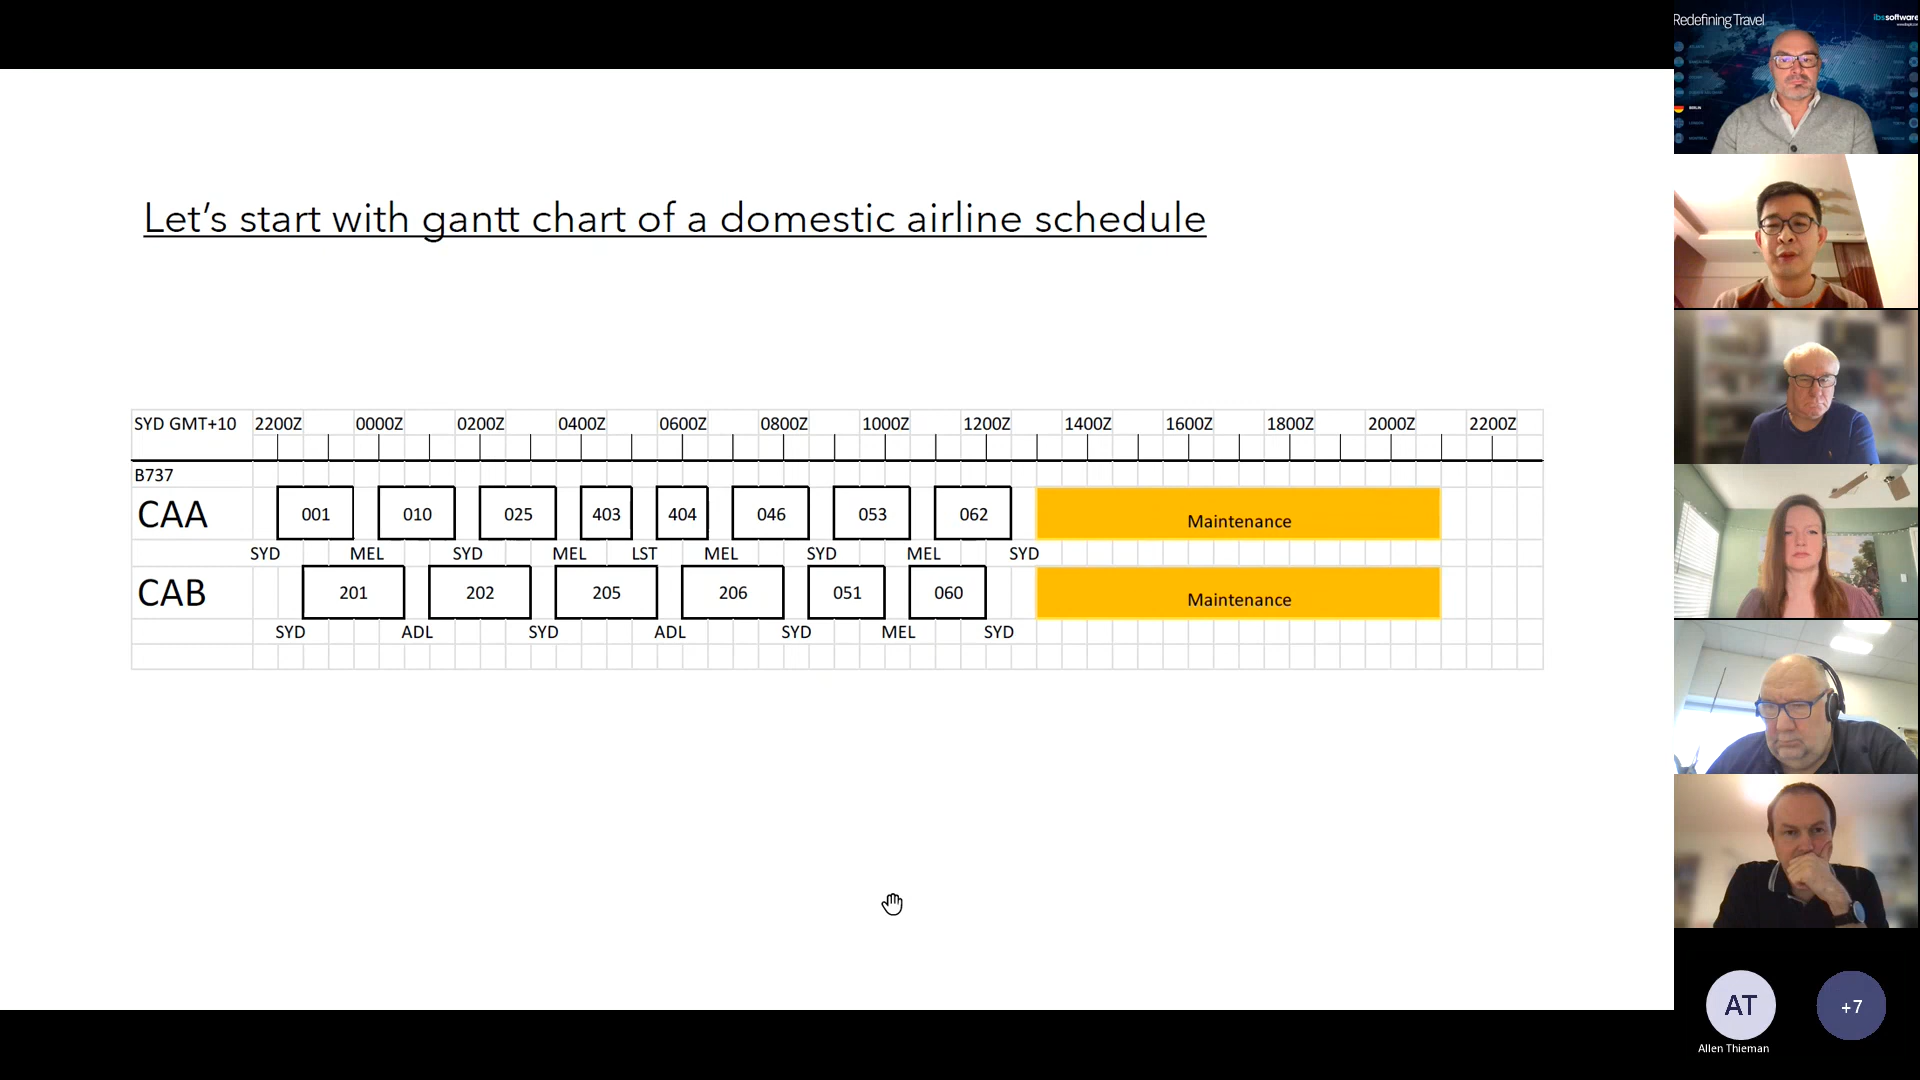 Redefining Travel
ibssoftware
BERLIN
Let's start with gantt chart of a domestic airline schedule
SYD GMT+10 2200Z 0000Z 0200Z 0400Z 0600Z 0800Z 1000Z 1200Z 1400Z 1600Z 1800Z 2000Z 2200Z
B737
CAA 001 010 025 403 404 046 053 062 Maintenance
SYD MEL SYD MEL LST MEL SYD MEL SYD
CAB 201 202 205 206 051 060 Maintenance
SYD ADL SYD ADL SYD MEL SYD
AT
+7
Allen Thieman